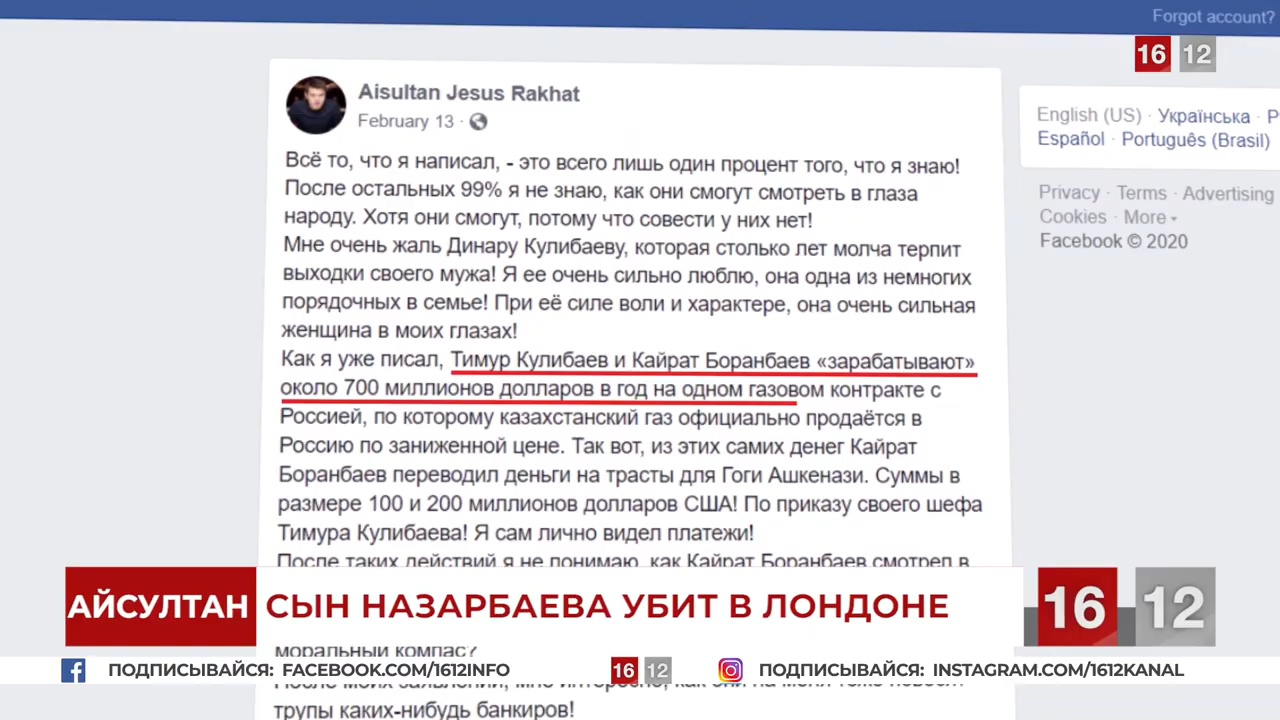 Forgot account?
16 12
Aisultan Jesus Rakhat
February 13 ·
English (US) · Українська ·
Español · Português (Brasil)
Privacy · Terms · Advertising
Cookies · More
Facebook © 2020
Всё то, что я написал, - это всего лишь один процент того, что я знаю!
После остальных 99% я не знаю, как они смогут смотреть в глаза
народу. Хотя они смогут, потому что совести у них нет!
Мне очень жаль Динару Кулибаеву, которая столько лет молча терпит
выходки своего мужа! Я ее очень сильно люблю, она одна из немногих
порядочных в семье! При её силе воли и характере, она очень сильная
женщина в моих глазах!
Как я уже писал, Тимур Кулибаев и Кайрат Боранбаев «зарабатывают»
около 700 миллионов долларов в год на одном газовом контракте с
Россией, по которому казахстанский газ официально продаётся в
Россию по заниженной цене. Так вот, из этих самих денег Кайрат
Боранбаев переводил деньги на трасты для Гоги Ашкенази. Суммы в
размере 100 и 200 миллионов долларов США! По приказу своего шефа
Тимура Кулибаева! Я сам лично видел платежи!
После таких действий я не понимаю, как Кайрат Боранбаев смотрел в
АЙСУЛТАН СЫН НАЗАРБАЕВА УБИТ В ЛОНДОНЕ
16 12
моральный компас?
ПОДПИСЫВАЙСЯ: FACEBOOK.COM/1612INFO
16 12
ПОДПИСЫВАЙСЯ: INSTAGRAM.COM/1612KANAL
трупы каких-нибудь банкиров!